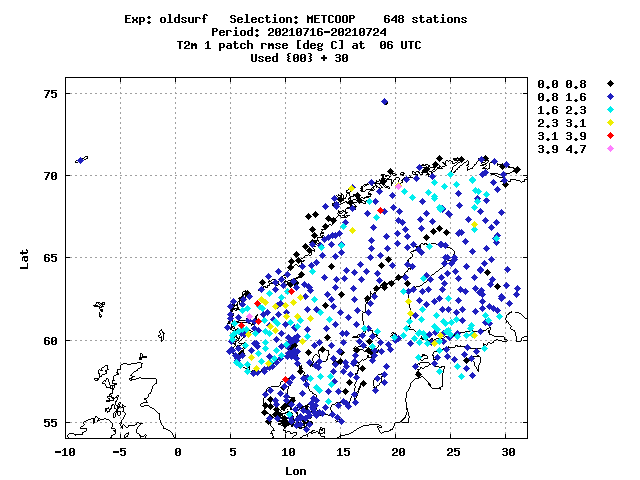 Exp: oldsurf   Selection: METCOOP    648 stations
Period: 20210716-20210724
T2m 1 patch rmse [deg C] at  06 UTC
Used {00} + 30
0.0 0.8
0.8 1.6
1.6 2.3
2.3 3.1
3.1 3.9
3.9 4.7
75
70
65
60
55
Lat
-10 -5 0 5 10 15 20 25 30
Lon